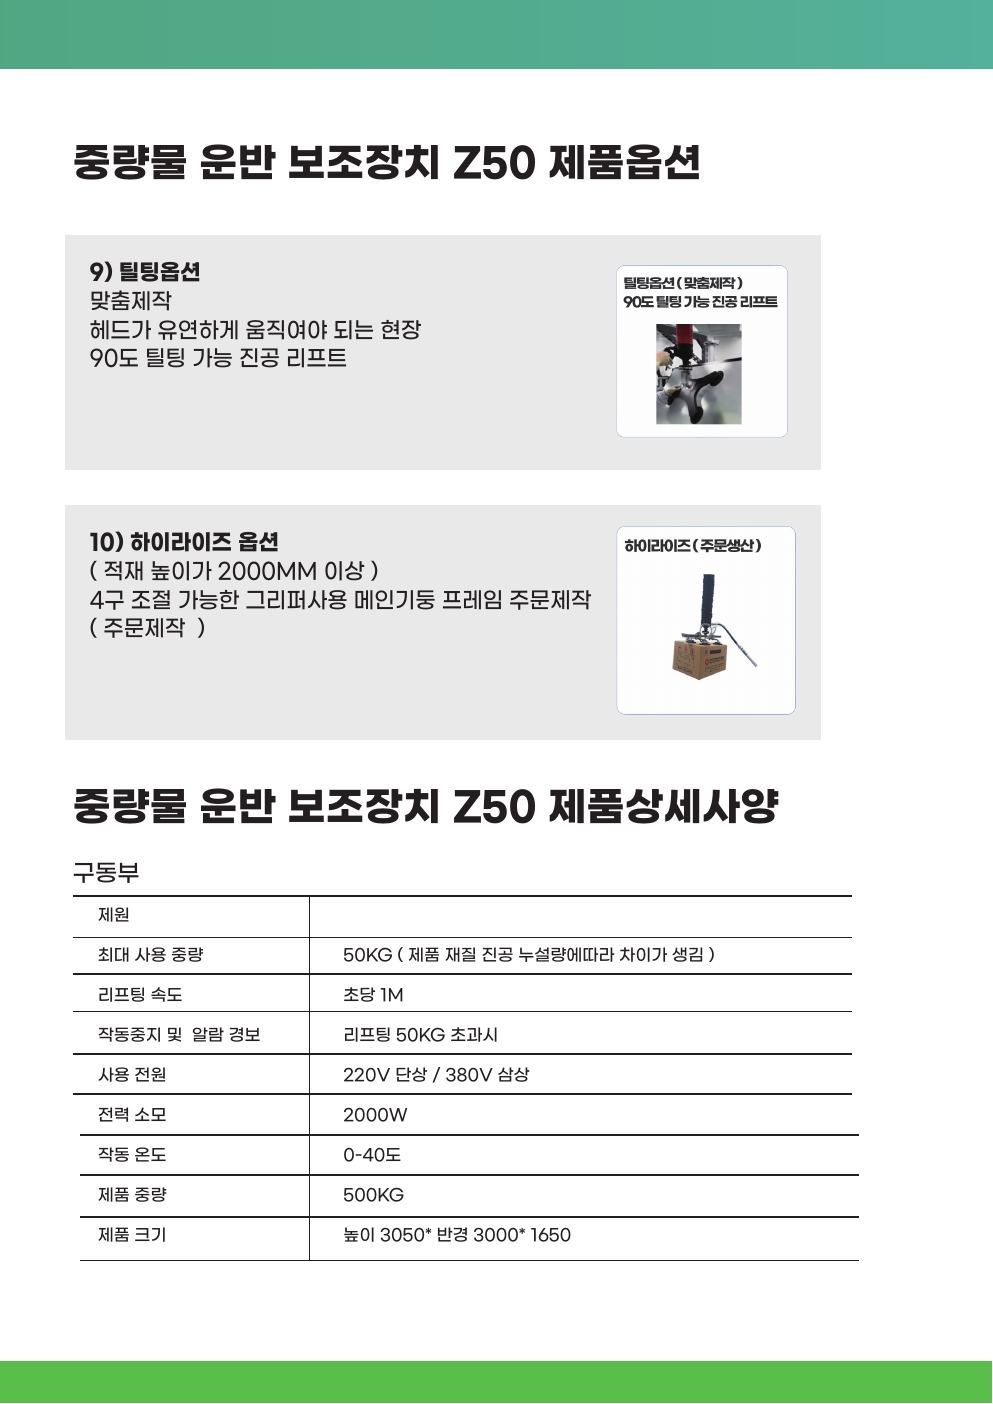 중량물 운반 보조장치 Z50 제품옵션
9) 틸팅옵션
맞춤제작
헤드가 유연하게 움직여야 되는 현장
90도 틸팅 가능 진공 리프트
틸팅옵션 ( 맞춤제작 )
90도 틸팅 가능 진공 리프트
10) 하이라이즈 옵션
( 적재 높이가 2000MM 이상 )
4구 조절 가능한 그리퍼사용 메인기둥 프레임 주문제작
( 주문제작 )
하이라이즈 ( 주문생산 )
중량물 운반 보조장치 Z50 제품상세사양
구동부
제원
최대 사용 중량 50KG ( 제품 재질 진공 누설량에따라 차이가 생김 )
리프팅 속도 초당 1M
작동중지 및 알람 경보 리프팅 50KG 초과시
사용 전원 220V 단상 / 380V 삼상
전력 소모 2000W
작동 온도 0-40도
제품 중량 500KG
제품 크기 높이 3050* 반경 3000* 1650